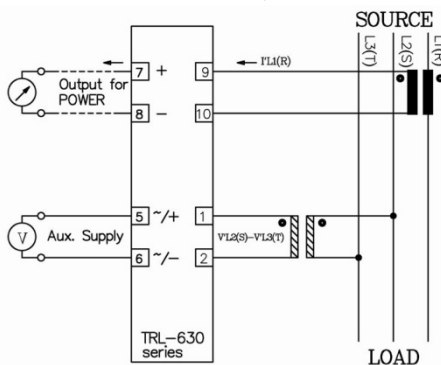 SOURCE
L3(T)
L2(S)
L1(R)
Output for
POWER
7 +
8 -
9
10
I'L1(R)
V
Aux. Supply
5 ~/+
6 ~/-
1
2
V'L2(S)-V'L3(T)
TRL-630
series
LOAD